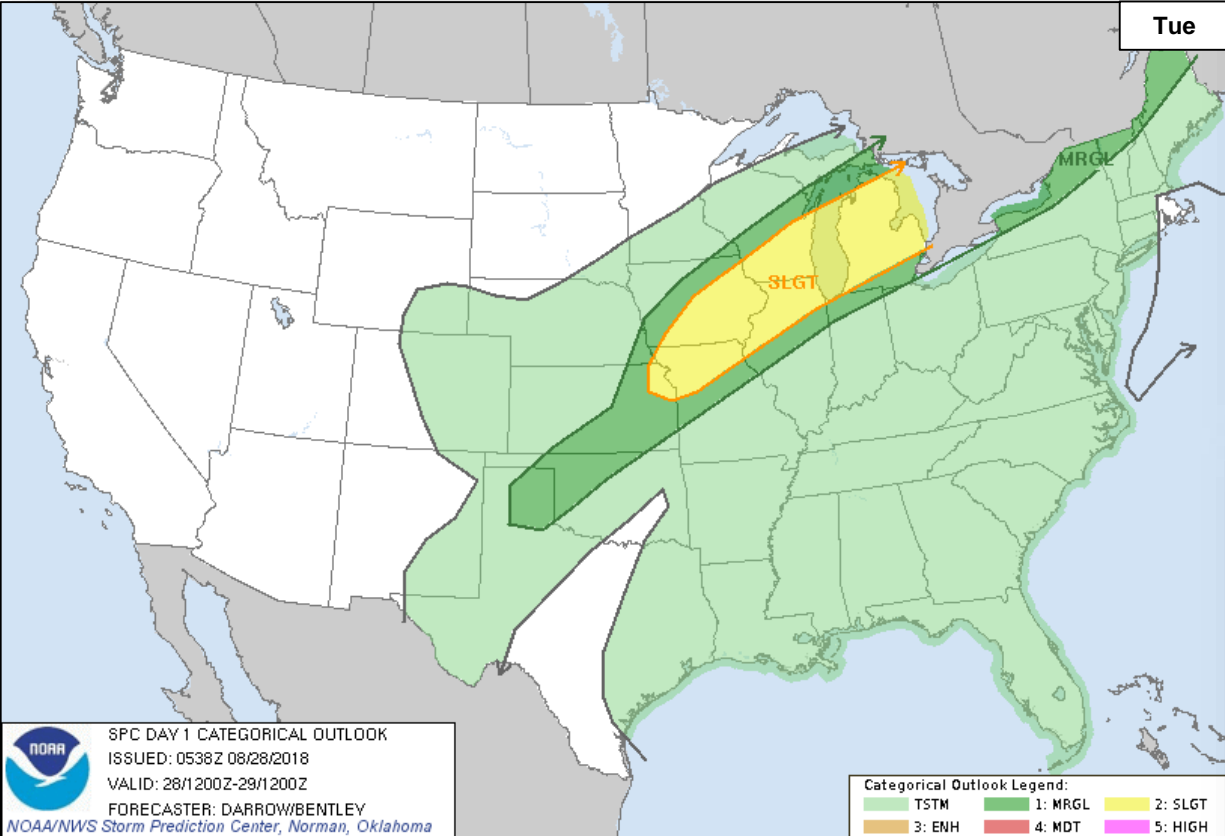 Tue
MRGL
SLGT
NOAA
SPC DAY 1 CATEGORICAL OUTLOOK
ISSUED: 0538Z 08/28/2018
VALID: 28/1200Z-29/1200Z
FORECASTER: DARROW/BENTLEY
NOAA/NWS Storm Prediction Center, Norman, Oklahoma
Categorical Outlook Legend:
TSTM 1: MRGL 2: SLGT
3: ENH 4: MDT 5: HIGH